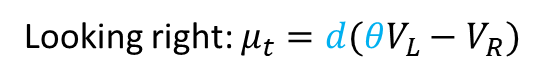 Looking right: μ_t = d(θV_L − V_R)